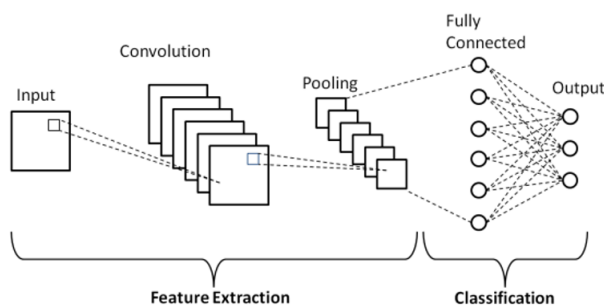 Input
Convolution
Pooling
Fully
Connected
Output
Feature Extraction
Classification